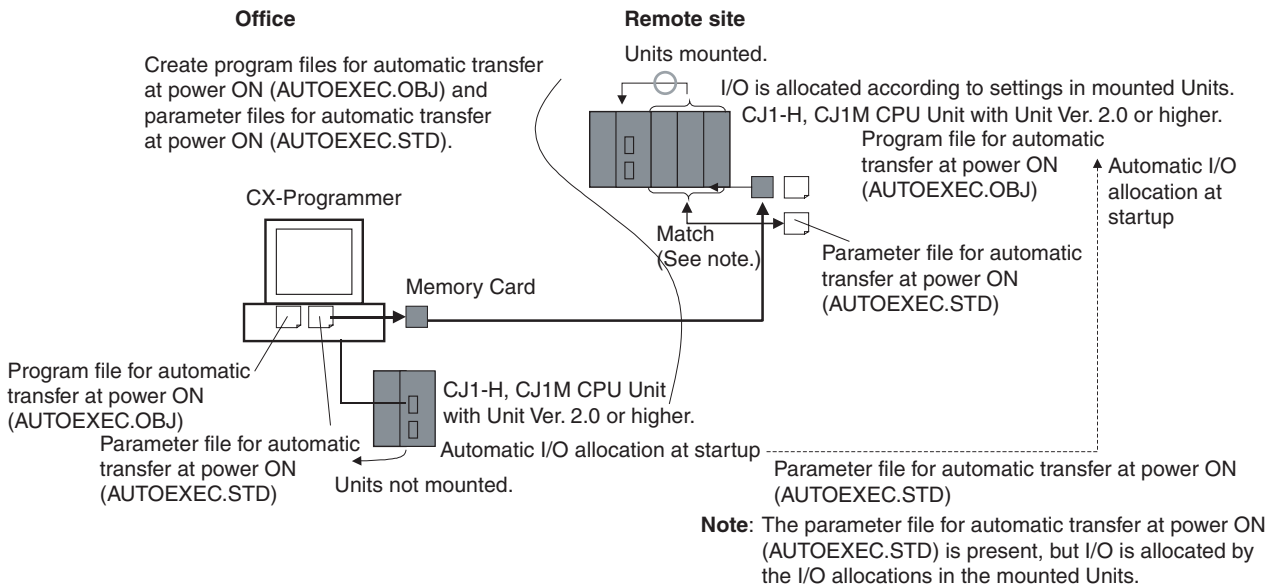 Office
Create program files for automatic transfer
at power ON (AUTOEXEC.OBJ) and
parameter files for automatic transfer
at power ON (AUTOEXEC.STD).
CX-Programmer
Memory Card
Program file for automatic
transfer at power ON
(AUTOEXEC.OBJ)
Parameter file for automatic
transfer at power ON
(AUTOEXEC.STD)
CJ1-H, CJ1M CPU Unit
with Unit Ver. 2.0 or higher.
Automatic I/O allocation at startup
Units not mounted.
Remote site
Units mounted.
I/O is allocated according to settings in mounted Units.
CJ1-H, CJ1M CPU Unit with Unit Ver. 2.0 or higher.
Program file for automatic
transfer at power ON
(AUTOEXEC.OBJ)
Automatic I/O
allocation at
startup
Match
(See note.)
Parameter file for automatic
transfer at power ON
(AUTOEXEC.STD)
Parameter file for automatic transfer at power ON
(AUTOEXEC.STD)
Note: The parameter file for automatic transfer at power ON
(AUTOEXEC.STD) is present, but I/O is allocated by
the I/O allocations in the mounted Units.